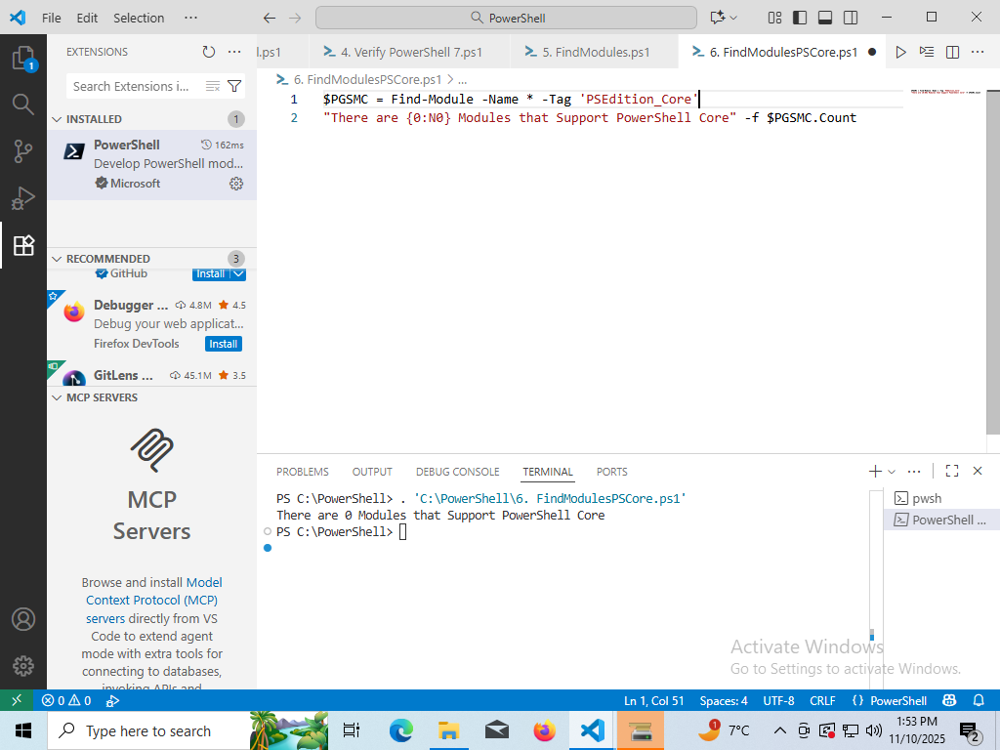 File Edit Selection ···
PowerShell
EXTENSIONS
l.ps1
4. Verify PowerShell 7.ps1
5. FindModules.ps1
6. FindModulesPSCore.ps1
Search Extensions i...
6. FindModulesPSCore.ps1 > ...
1 $PGSMC = Find-Module -Name * -Tag 'PSEdition_Core'
2 "There are {0:N0} Modules that Support PowerShell Core" -f $PGSMC.Count
INSTALLED 1
PowerShell 162ms
Develop PowerShell mod...
Microsoft
RECOMMENDED 3
GitHub Install
Debugger ... 4.8M 4.5
Debug your web applicat...
Firefox DevTools Install
GitLens ... 45.1M 3.5
MCP SERVERS
MCP
Servers
Browse and install Model
Context Protocol (MCP)
servers directly from VS
Code to extend agent
mode with extra tools for
connecting to databases,
invoking APIs and
PROBLEMS OUTPUT DEBUG CONSOLE TERMINAL PORTS
PS C:\PowerShell> . 'C:\PowerShell\6. FindModulesPSCore.ps1'
There are 0 Modules that Support PowerShell Core
PS C:\PowerShell>
pwsh
PowerShell ...
Activate Windows
Go to Settings to activate Windows.
1
0 0
Ln 1, Col 51 Spaces: 4 UTF-8 CRLF {} PowerShell
Type here to search
1
7°C
1:53 PM
11/10/2025
2